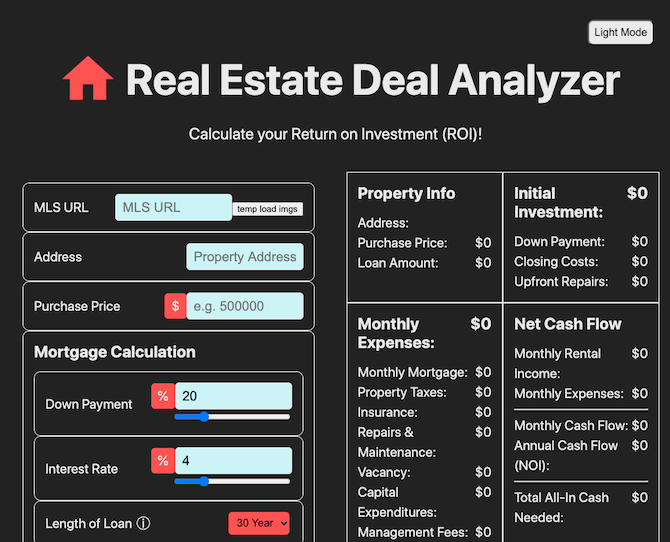 Light Mode
Real Estate Deal Analyzer
Calculate your Return on Investment (ROI)!
MLS URL
MLS URL
temp load imgs
Address
Property Address
Purchase Price
$
e.g. 500000
Mortgage Calculation
Down Payment
%
20
Interest Rate
%
4
Length of Loan ⓘ
30 Year
Property Info
Address:
Purchase Price: $0
Loan Amount: $0
Initial $0
Investment:
Down Payment: $0
Closing Costs: $0
Upfront Repairs: $0
Monthly $0
Expenses:
Monthly Mortgage: $0
Property Taxes: $0
Insurance: $0
Repairs & $0
Maintenance:
Vacancy: $0
Capital $0
Expenditures:
Management Fees: $0
Net Cash Flow
Monthly Rental $0
Income:
Monthly Expenses: $0
Monthly Cash Flow: $0
Annual Cash Flow $0
(NOI):
Total All-In Cash $0
Needed: